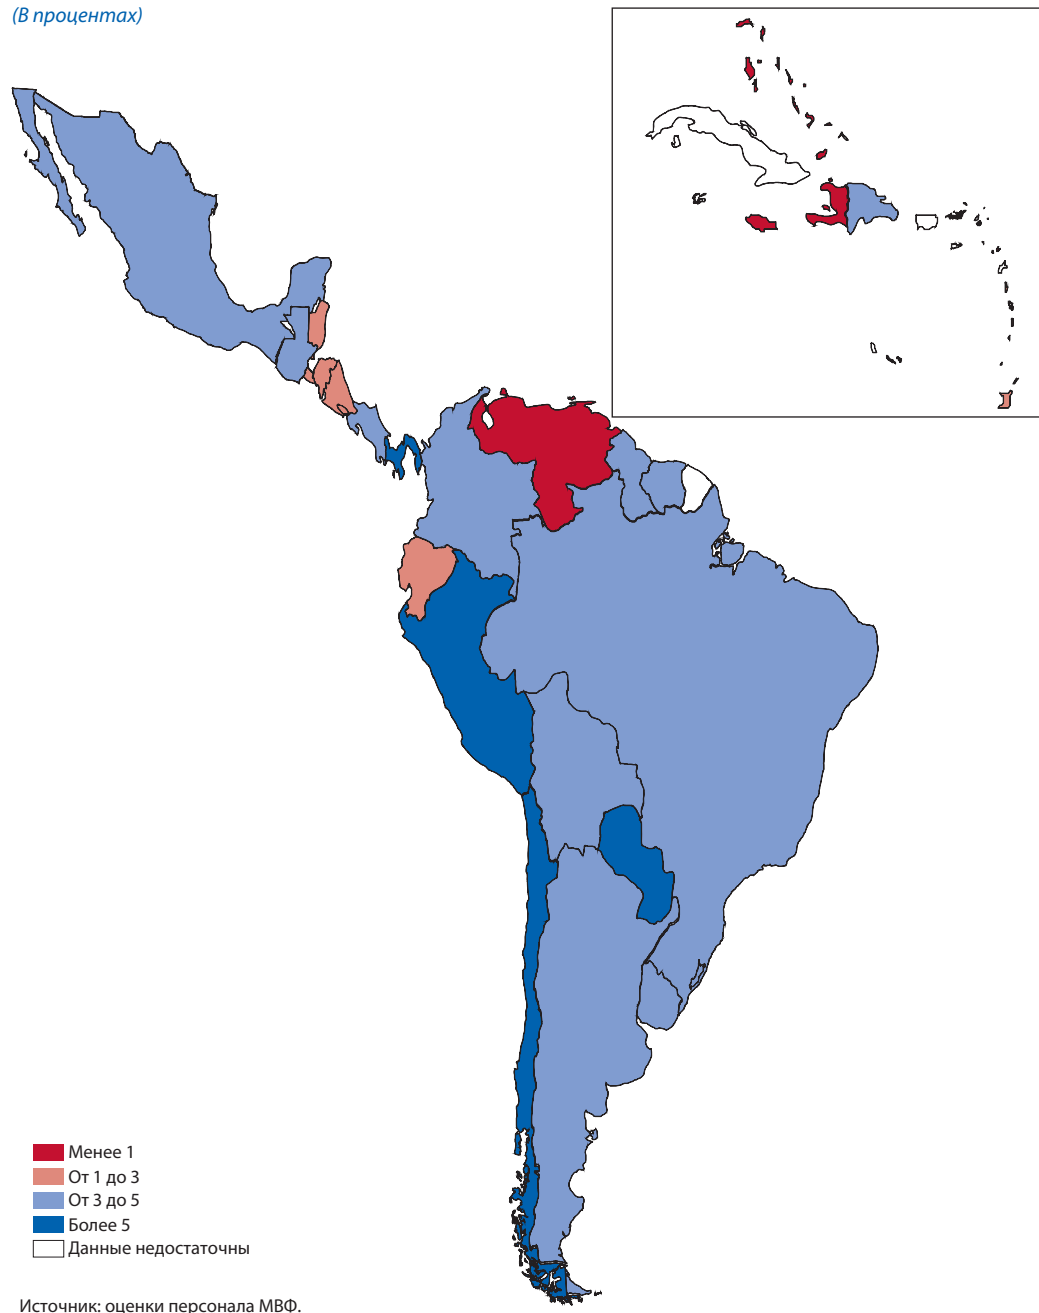 (В процентах)
Менее 1
От 1 до 3
От 3 до 5
Более 5
Данные недостаточны
Источник: оценки персонала МВФ.